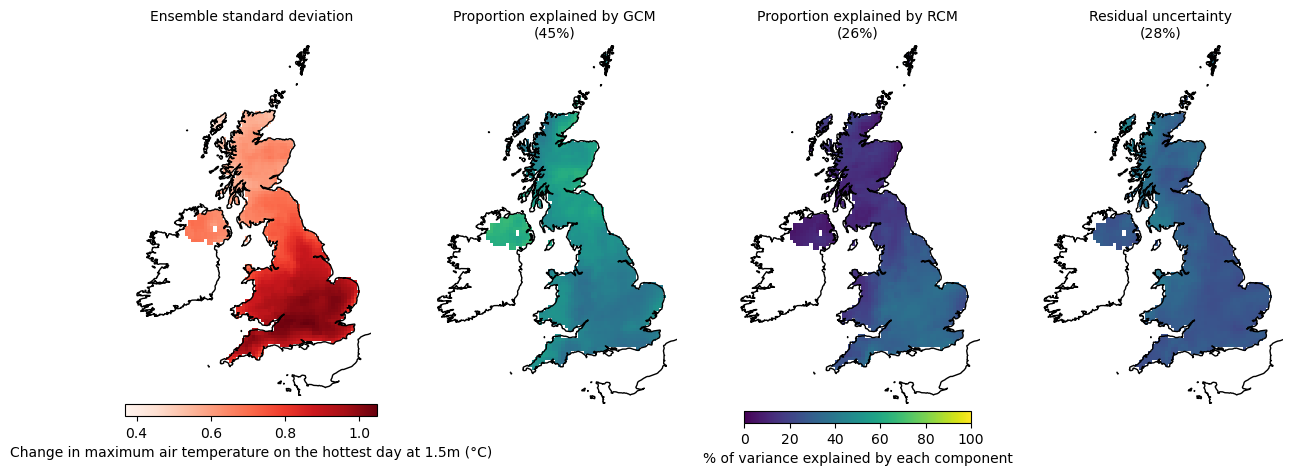 Ensemble standard deviation
Proportion explained by GCM
(45%)
Proportion explained by RCM
(26%)
Residual uncertainty
(28%)
0.4 0.6 0.8 1.0
Change in maximum air temperature on the hottest day at 1.5m (°C)
0 20 40 60 80 100
% of variance explained by each component